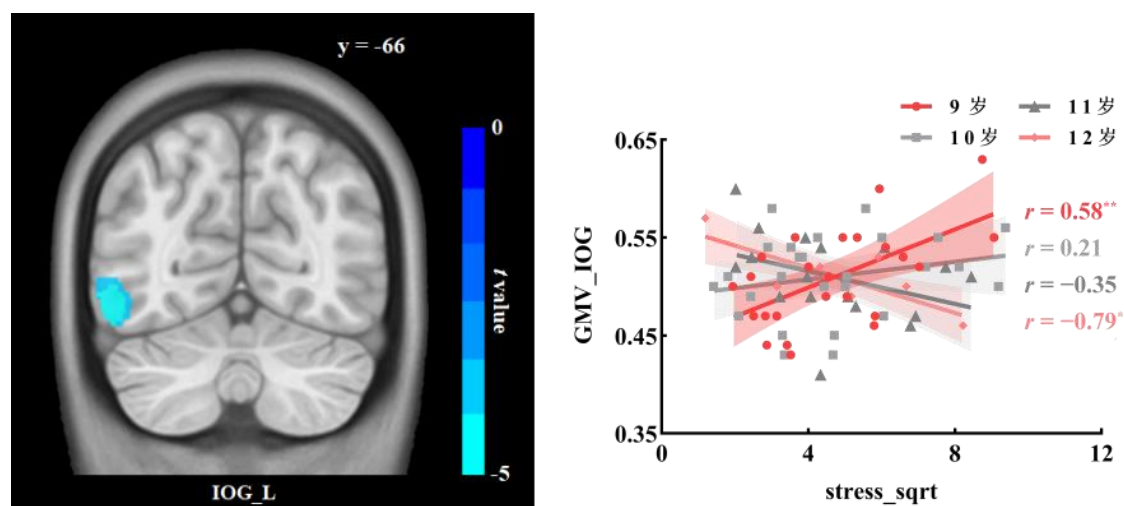 y = -66
0
t value
-5
IOG_L
9 岁
11岁
10岁
12岁
0.65
0.55
0.45
0.35
GMV_IOG
r = 0.58**
r = 0.21
r = −0.35
r = −0.79*
0
4
8
12
stress_sqrt